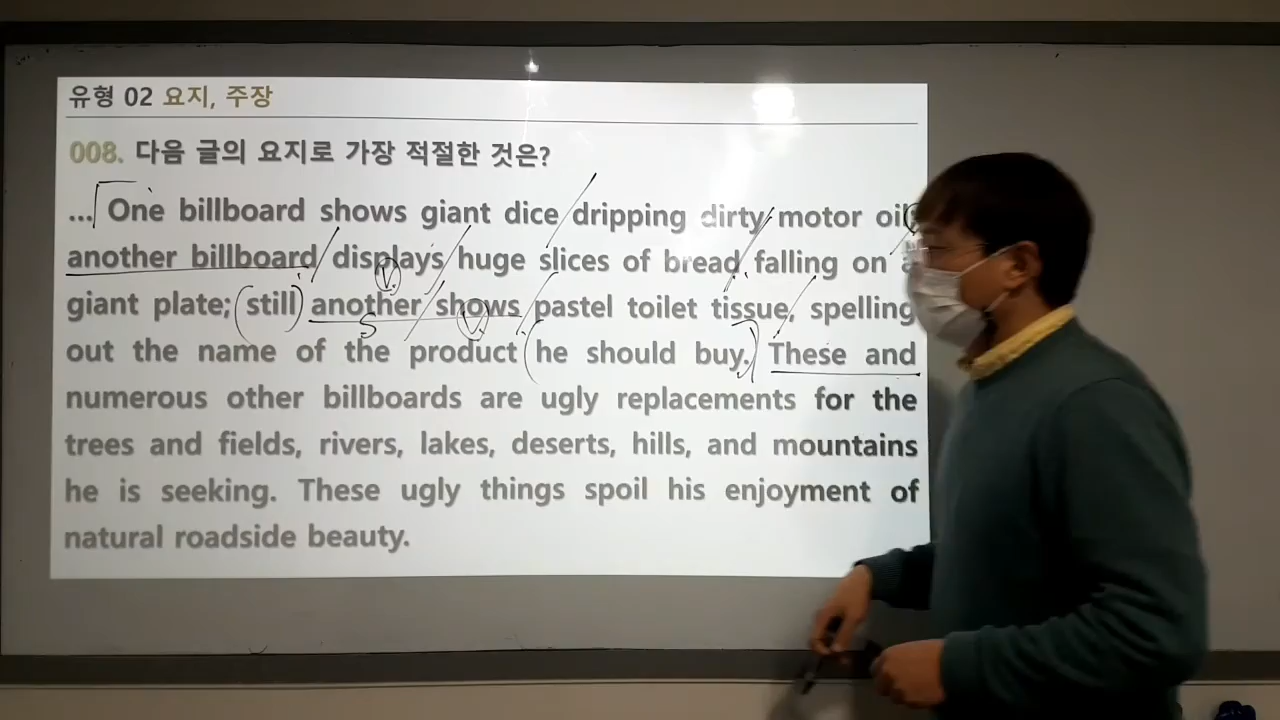 유형 02 요지, 주장
008. 다음 글의 요지로 가장 적절한 것은?
... One billboard shows giant dice dripping dirty motor oil
another billboard displays huge slices of bread, falling on a
giant plate; still another shows pastel toilet tissue, spelling
out the name of the product he should buy. These and
numerous other billboards are ugly replacements for the
trees and fields, rivers, lakes, deserts, hills, and mountains
he is seeking. These ugly things spoil his enjoyment of
natural roadside beauty.
V.
S
V.